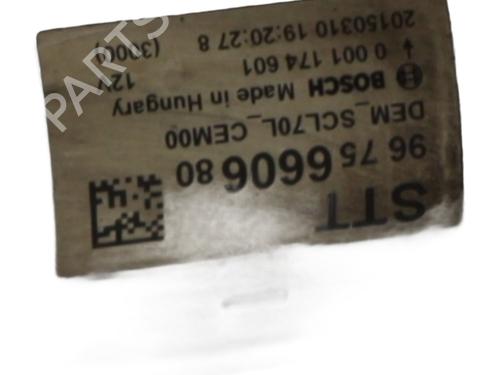 STT
96 75 6606 80
DEM_SCL70L_CEM00
BOSCH Made in Hungary
0 001 174 601 12V
20150310 19:20:27 8
PARTS